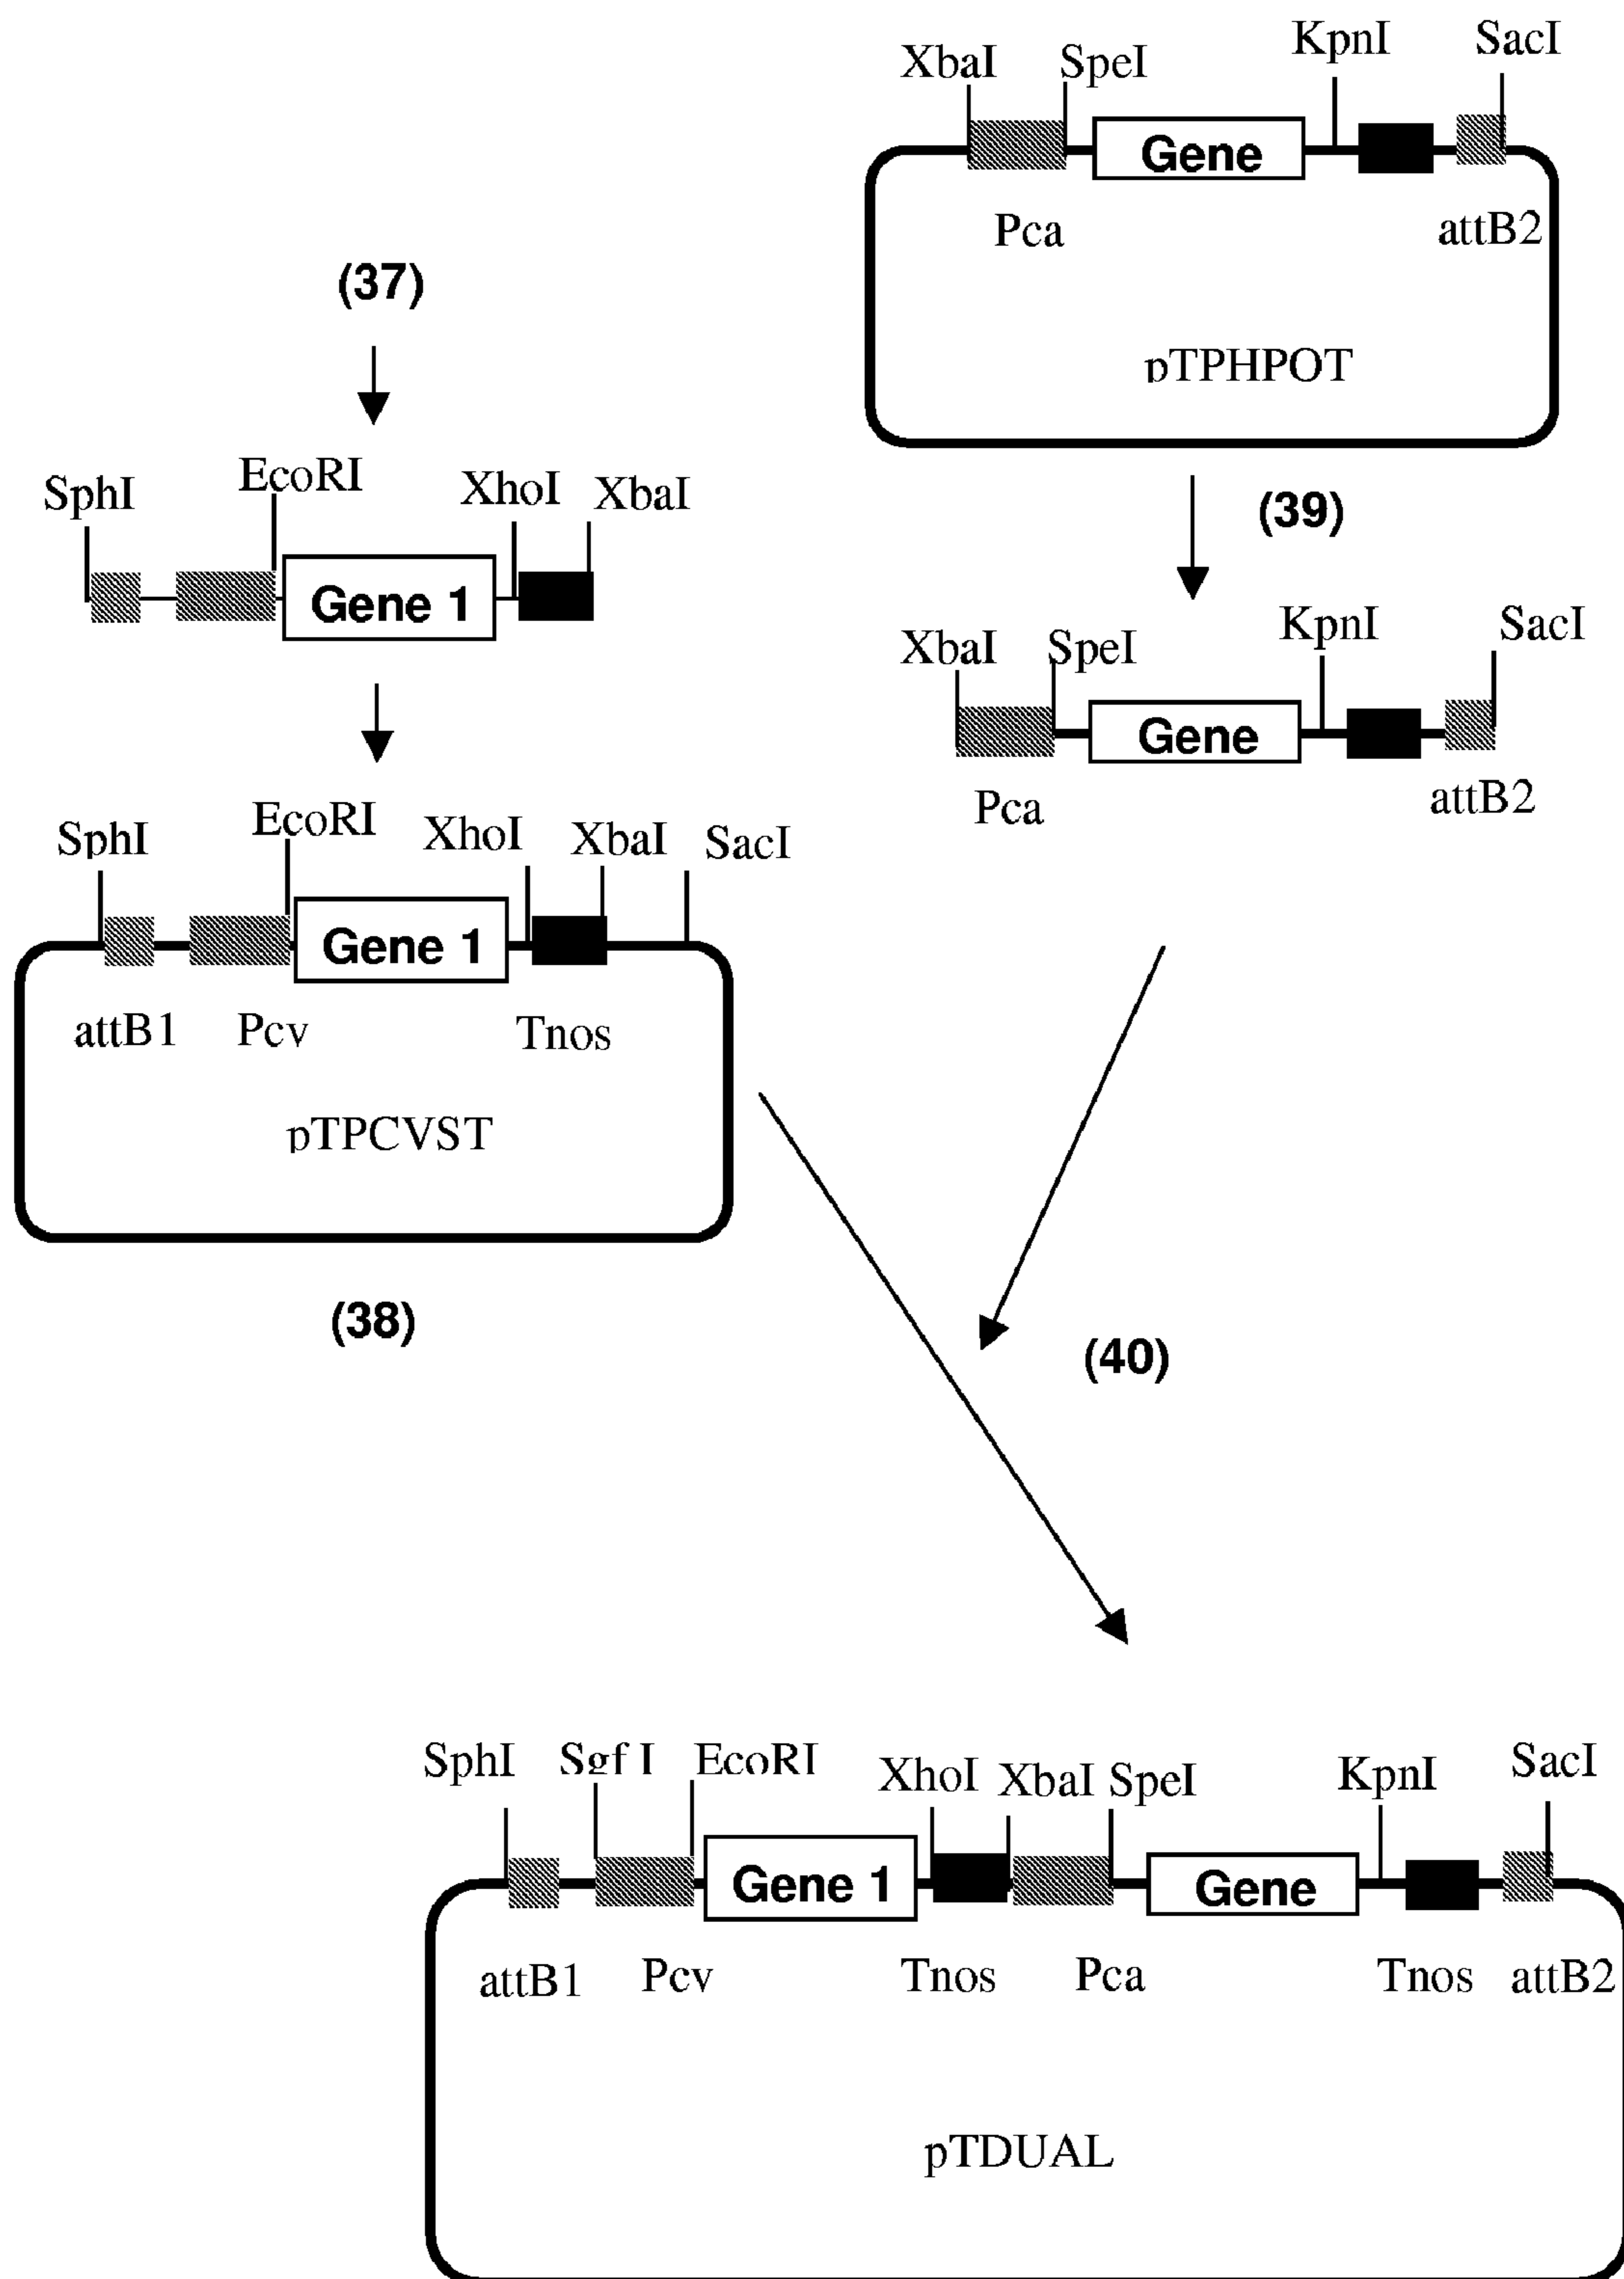 XbaI SpeI KpnI SacI
Gene
Pca attB2
pTPHPOT
(37)
(39)
SphI EcoRI XhoI XbaI
Gene 1
XbaI SpeI KpnI SacI
Gene
Pca attB2
SphI EcoRI XhoI XbaI SacI
Gene 1
attB1 Pcv Tnos
pTPCVST
(38)
(40)
SphI Sgf I EcoRI XhoI XbaI SpeI KpnI SacI
Gene 1 Gene
attB1 Pcv Tnos Pca Tnos attB2
pTDUAL